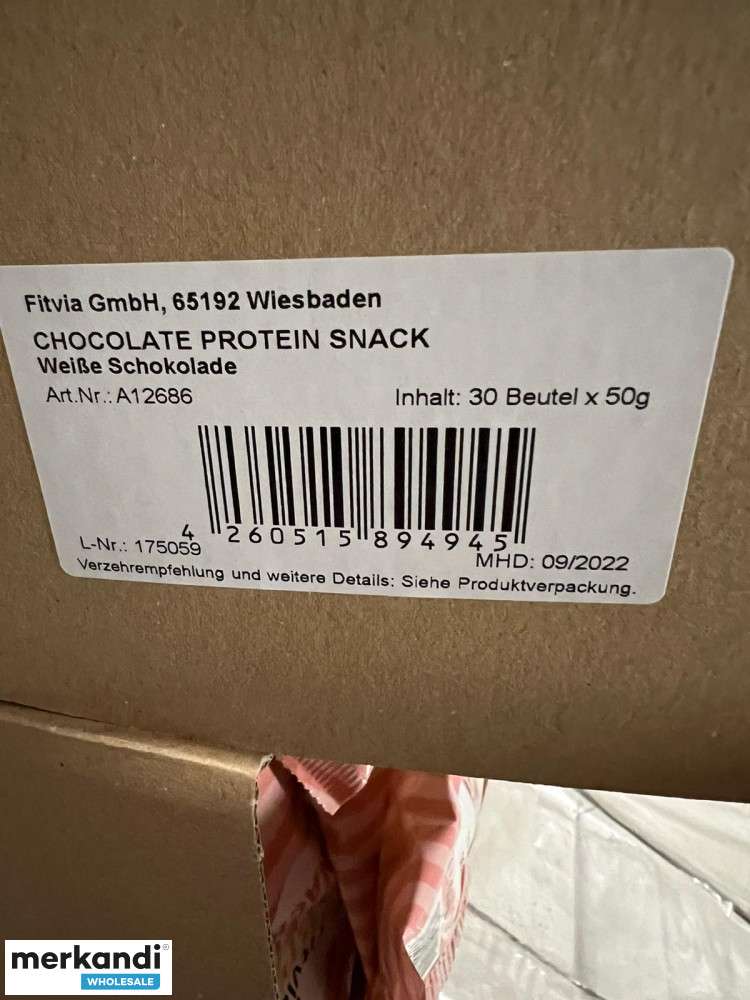 Fitvia GmbH, 65192 Wiesbaden
CHOCOLATE PROTEIN SNACK
Weiße Schokolade
Art.Nr.: A12686 Inhalt: 30 Beutel x 50g
4 260515 894945
L-Nr.: 175059 MHD: 09/2022
Verzehrempfehlung und weitere Details: Siehe Produktverpackung.
merkandi®
WHOLESALE